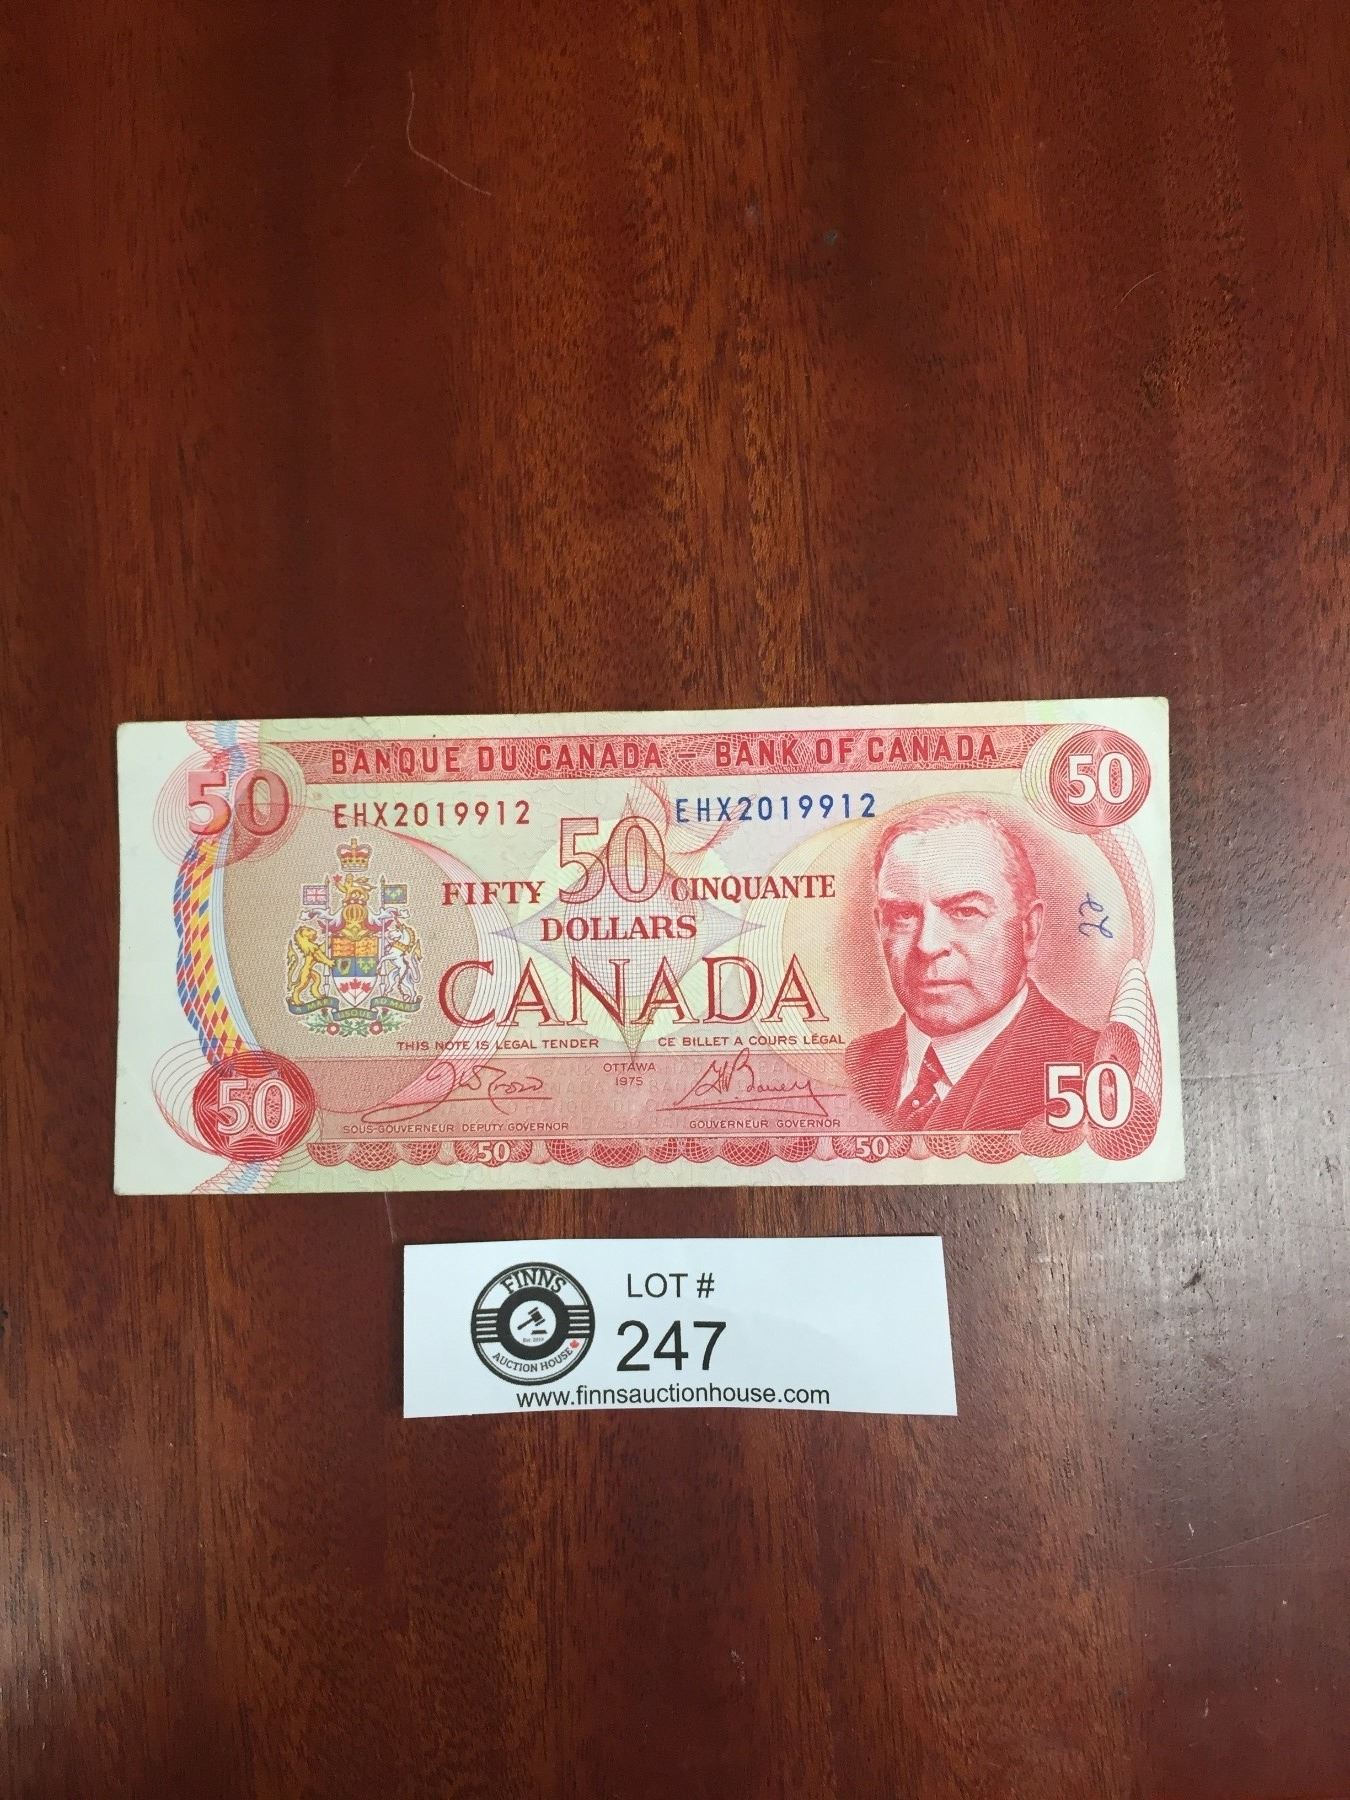 BANQUE DU CANADA – BANK OF CANADA
50
50
EHX2019912
EHX2019912
50
FIFTY CINQUANTE
DOLLARS
CANADA
THIS NOTE IS LEGAL TENDER
CE BILLET A COURS LÉGAL
OTTAWA
1975
SOUS-GOUVERNEUR DEPUTY GOVERNOR
GOUVERNEUR GOVERNOR
50
50
50
50
FINNS
AUCTION HOUSE
LOT #
247
www.finnsauctionhouse.com